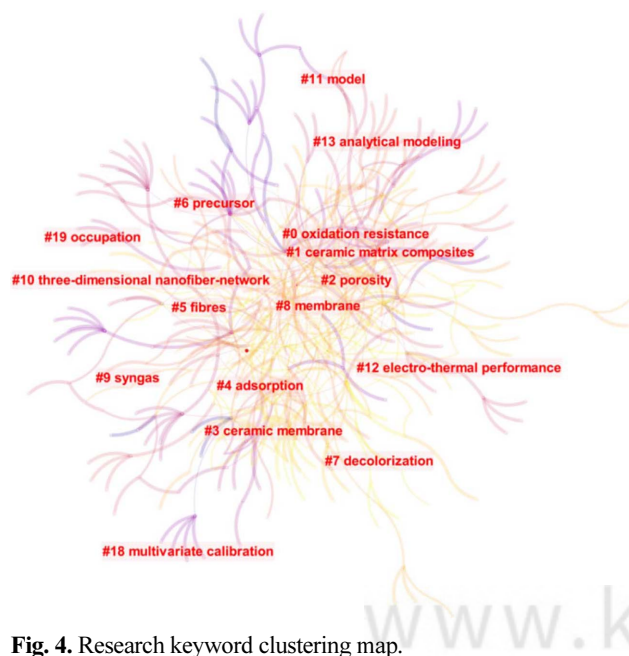 #11 model
#13 analytical modeling
#6 precursor
#0 oxidation resistance
#19 occupation
#1 ceramic matrix composites
#10 three-dimensional nanofiber-network
#2 porosity
#5 fibres
#8 membrane
#12 electro-thermal performance
#9 syngas
#4 adsorption
#3 ceramic membrane
#7 decolorization
#18 multivariate calibration
www.k
Fig. 4. Research keyword clustering map.